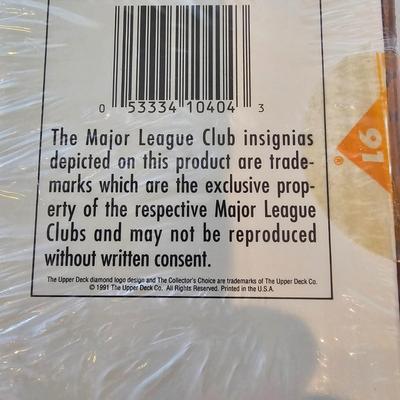 0 53334 10404 3
The Major League Club insignias
depicted on this product are trade-
marks which are the exclusive prop-
erty of the respective Major League
Clubs and may not be reproduced
without written consent.
The Upper Deck diamond logo design and The Collector's Choice are trademarks of The Upper Deck Co.
© 1991 The Upper Deck Co. All Rights Reserved. Printed in the U.S.A.
91
®